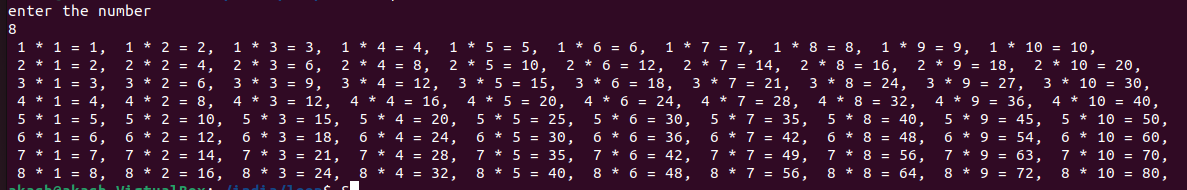 enter the number
8
1 * 1 = 1, 1 * 2 = 2, 1 * 3 = 3, 1 * 4 = 4, 1 * 5 = 5, 1 * 6 = 6, 1 * 7 = 7, 1 * 8 = 8, 1 * 9 = 9, 1 * 10 = 10,
2 * 1 = 2, 2 * 2 = 4, 2 * 3 = 6, 2 * 4 = 8, 2 * 5 = 10, 2 * 6 = 12, 2 * 7 = 14, 2 * 8 = 16, 2 * 9 = 18, 2 * 10 = 20,
3 * 1 = 3, 3 * 2 = 6, 3 * 3 = 9, 3 * 4 = 12, 3 * 5 = 15, 3 * 6 = 18, 3 * 7 = 21, 3 * 8 = 24, 3 * 9 = 27, 3 * 10 = 30,
4 * 1 = 4, 4 * 2 = 8, 4 * 3 = 12, 4 * 4 = 16, 4 * 5 = 20, 4 * 6 = 24, 4 * 7 = 28, 4 * 8 = 32, 4 * 9 = 36, 4 * 10 = 40,
5 * 1 = 5, 5 * 2 = 10, 5 * 3 = 15, 5 * 4 = 20, 5 * 5 = 25, 5 * 6 = 30, 5 * 7 = 35, 5 * 8 = 40, 5 * 9 = 45, 5 * 10 = 50,
6 * 1 = 6, 6 * 2 = 12, 6 * 3 = 18, 6 * 4 = 24, 6 * 5 = 30, 6 * 6 = 36, 6 * 7 = 42, 6 * 8 = 48, 6 * 9 = 54, 6 * 10 = 60,
7 * 1 = 7, 7 * 2 = 14, 7 * 3 = 21, 7 * 4 = 28, 7 * 5 = 35, 7 * 6 = 42, 7 * 7 = 49, 7 * 8 = 56, 7 * 9 = 63, 7 * 10 = 70,
8 * 1 = 8, 8 * 2 = 16, 8 * 3 = 24, 8 * 4 = 32, 8 * 5 = 40, 8 * 6 = 48, 8 * 7 = 56, 8 * 8 = 64, 8 * 9 = 72, 8 * 10 = 80,
akash@akash-VirtualBox: